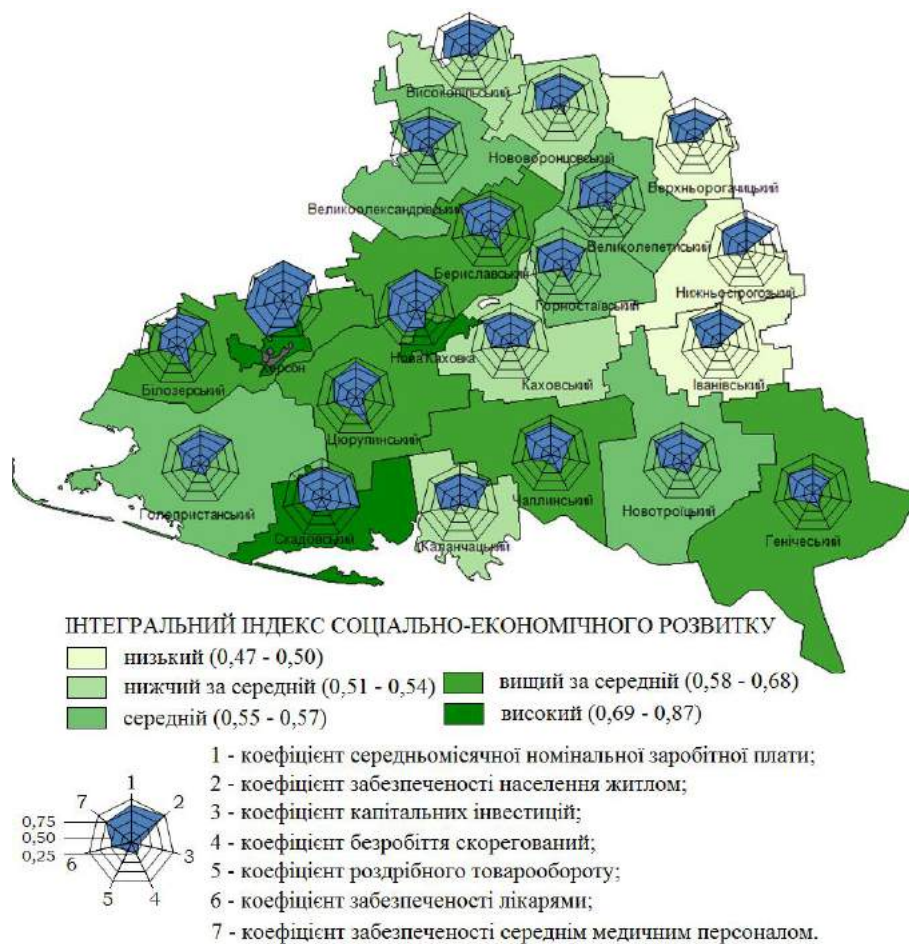 Високопільський
Нововоронцовський
Верхньорогачицький
Великоолександрівський
Великолепетиський
Бериславський
Горностаївський
Нижньосірогозький
Херсон
Нова Каховка
Каховський
Іванівський
Білозерський
Цюрупинський
Чаплинський
Голопристанський
Скадовський
Каланчацький
Новотроїцький
Генічеський
ІНТЕГРАЛЬНИЙ ІНДЕКС СОЦІАЛЬНО-ЕКОНОМІЧНОГО РОЗВИТКУ
низький (0,47 - 0,50)
нижчий за середній (0,51 - 0,54)
вищий за середній (0,58 - 0,68)
середній (0,55 - 0,57)
високий (0,69 - 0,87)
1 - коефіцієнт середньомісячної номінальної заробітної плати;
2 - коефіцієнт забезпеченості населення житлом;
3 - коефіцієнт капітальних інвестицій;
4 - коефіцієнт безробіття скорегований;
5 - коефіцієнт роздрібного товарообороту;
6 - коефіцієнт забезпеченості лікарями;
7 - коефіцієнт забезпеченості середнім медичним персоналом.
1
7 2
0,75
0,50
0,25
6 3
5 4